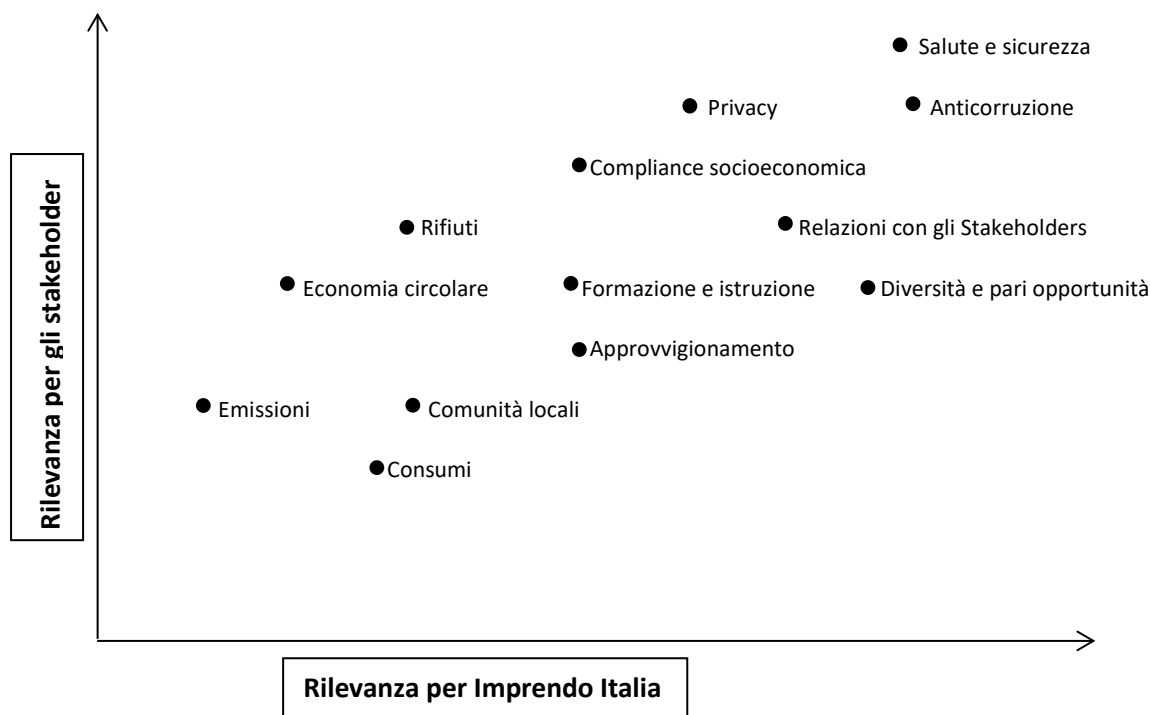 Salute e sicurezza
Privacy
Anticorruzione
Compliance socioeconomica
Rifiuti
Relazioni con gli Stakeholders
Economia circolare
Formazione e istruzione
Diversità e pari opportunità
Approvvigionamento
Emissioni
Comunità locali
Consumi
Rilevanza per gli stakeholder
Rilevanza per Imprendo Italia